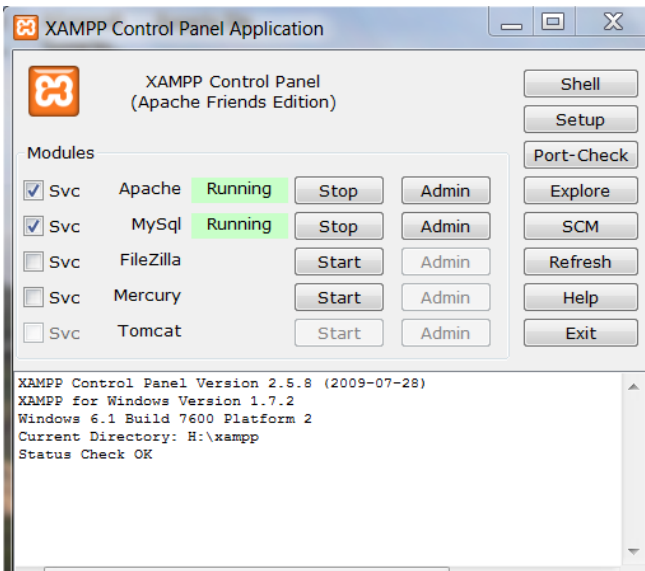 XAMPP Control Panel Application
XAMPP Control Panel
(Apache Friends Edition)
Shell
Setup
Port-Check
Explore
SCM
Refresh
Help
Exit
Modules
Svc Apache Running Stop Admin
Svc MySql Running Stop Admin
Svc FileZilla Start Admin
Svc Mercury Start Admin
Svc Tomcat Start Admin
XAMPP Control Panel Version 2.5.8 (2009-07-28)
XAMPP for Windows Version 1.7.2
Windows 6.1 Build 7600 Platform 2
Current Directory: H:\xampp
Status Check OK